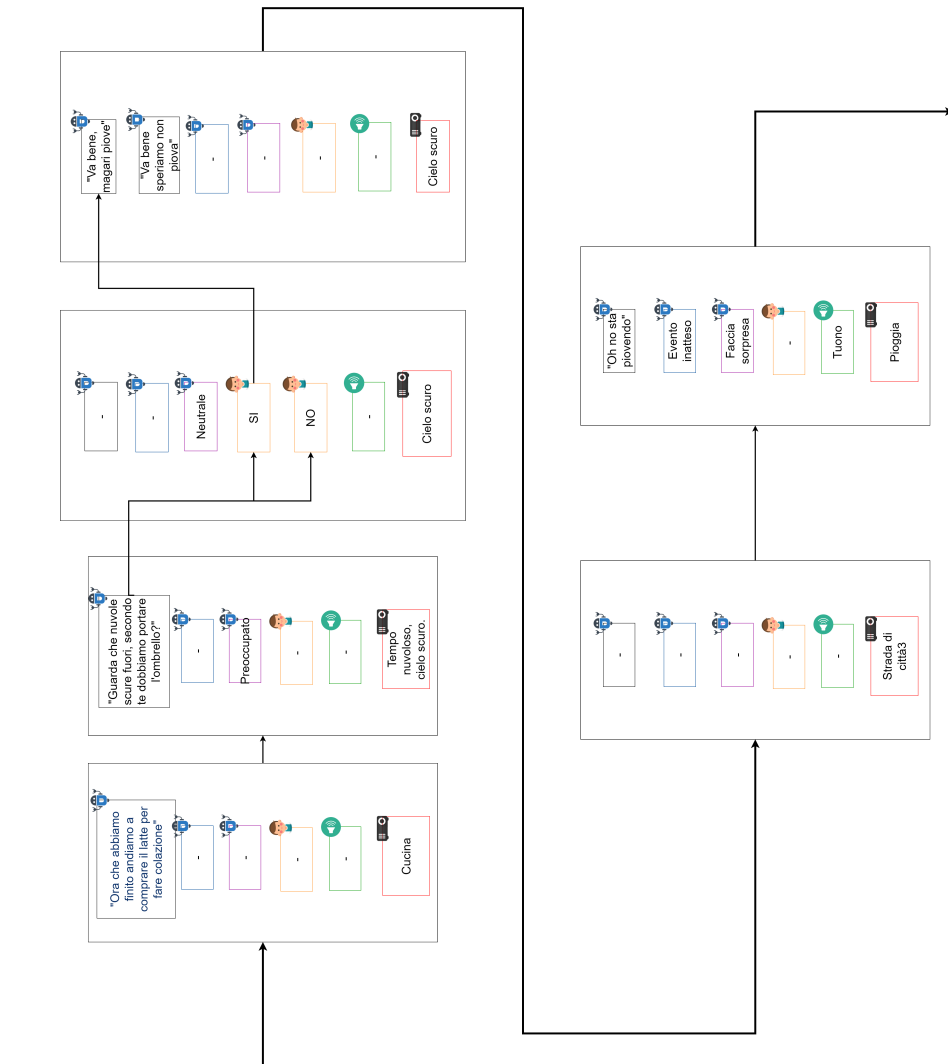 "Ora che abbiamo
finito andiamo a
comprare il latte per
fare colazione"
-
-
-
-
Cucina
"Guarda che nuvole
scure fuori, secondo
te dobbiamo portare
l'ombrello?"
-
Preoccupato
-
-
Tempo
nuvoloso,
cielo scuro.
-
-
Neutrale
SI
NO
-
Cielo scuro
"Va bene,
magari piove"
"Va bene
speriamo non
piova"
-
-
-
-
Cielo scuro
-
-
-
-
-
Strada di
città3
"Oh no sta
piovendo"
Evento
inatteso
Faccia
sorpresa
-
Tuono
Pioggia